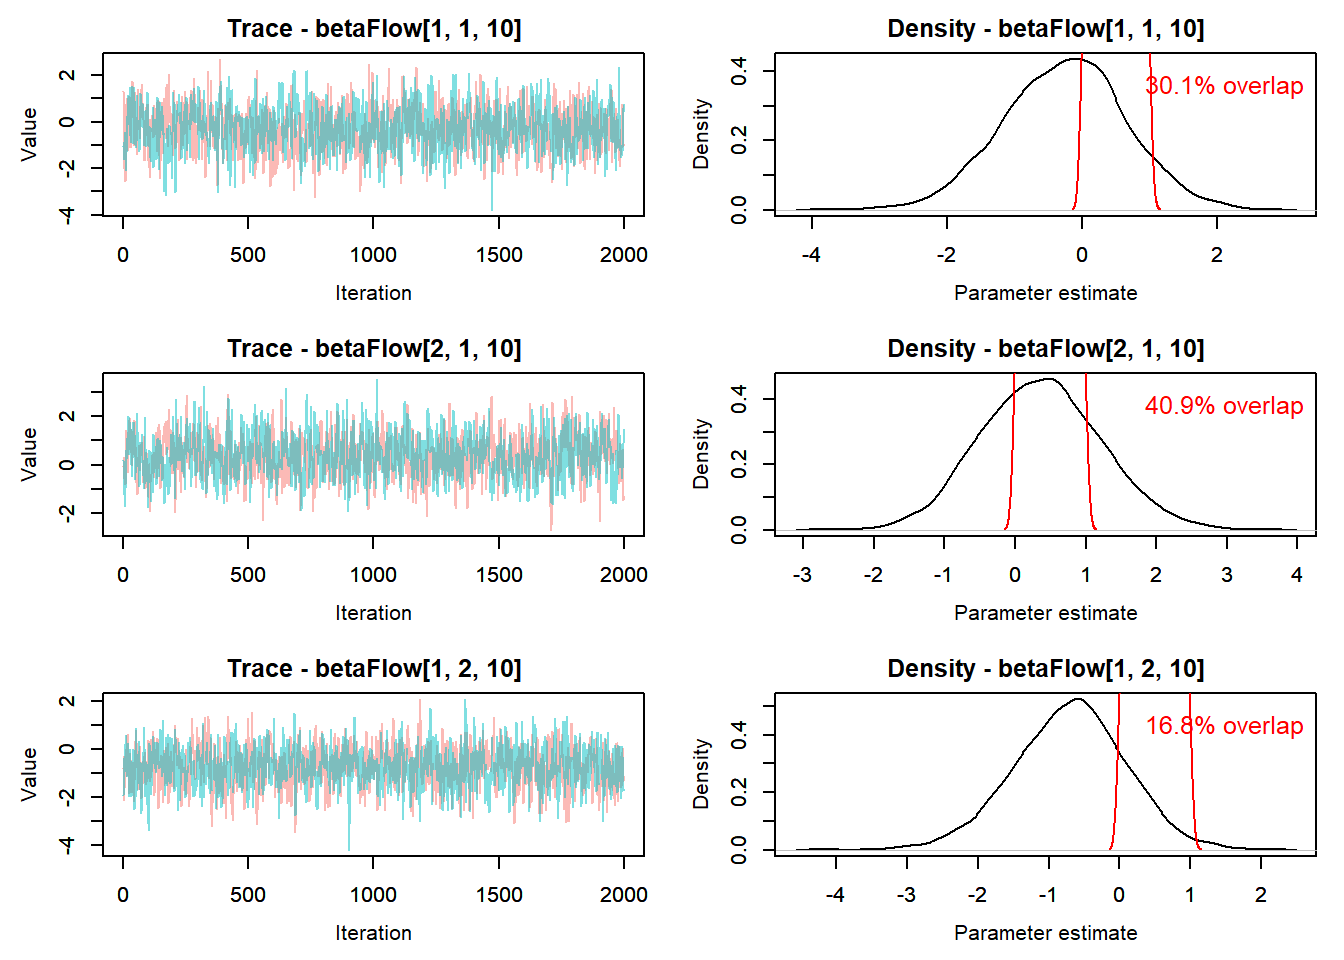 Trace - betaFlow[1, 1, 10]
Value
2
0
-2
-4
0
500
1000
1500
2000
Iteration
Density - betaFlow[1, 1, 10]
Density
0.4
0.2
0.0
30.1% overlap
-4
-2
0
2
Parameter estimate
Trace - betaFlow[2, 1, 10]
Value
2
0
-2
0
500
1000
1500
2000
Iteration
Density - betaFlow[2, 1, 10]
Density
0.4
0.2
0.0
40.9% overlap
-3
-2
-1
0
1
2
3
4
Parameter estimate
Trace - betaFlow[1, 2, 10]
Value
2
0
-2
-4
0
500
1000
1500
2000
Iteration
Density - betaFlow[1, 2, 10]
Density
0.4
0.2
0.0
16.8% overlap
-4
-3
-2
-1
0
1
2
Parameter estimate